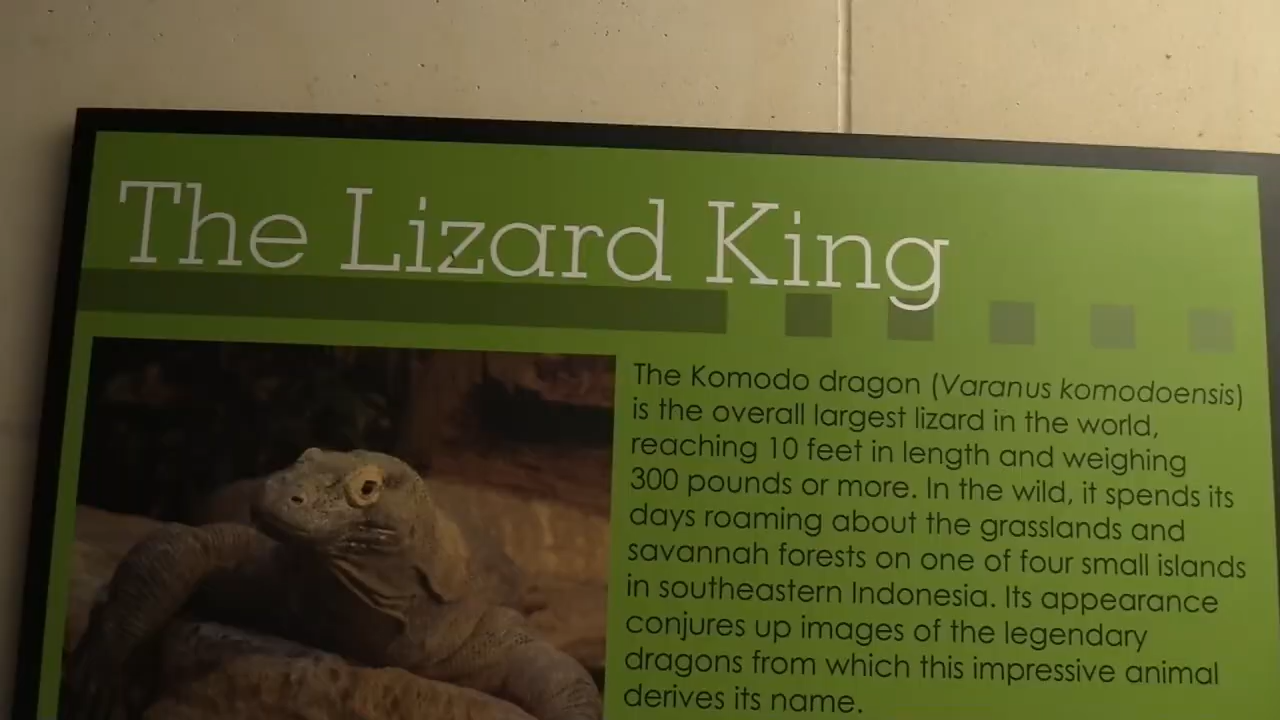 The Lizard King
The Komodo dragon (Varanus komodoensis)
is the overall largest lizard in the world,
reaching 10 feet in length and weighing
300 pounds or more. In the wild, it spends its
days roaming about the grasslands and
savannah forests on one of four small islands
in southeastern Indonesia. Its appearance
conjures up images of the legendary
dragons from which this impressive animal
derives its name.